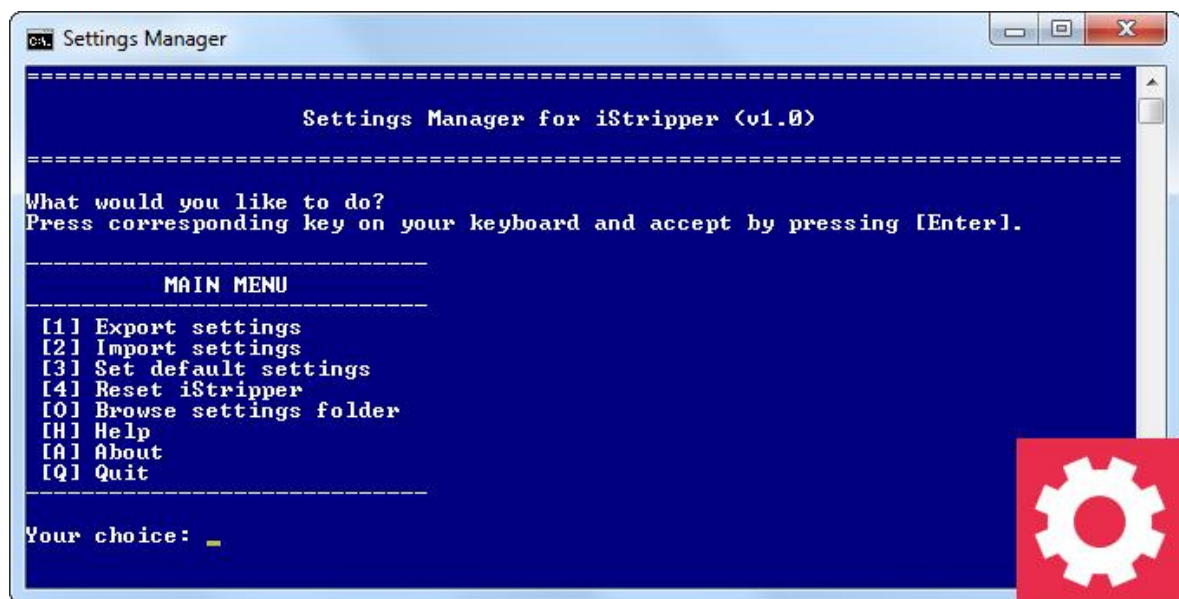 C:\. Settings Manager
==============================================================================
Settings Manager for iStripper (v1.0)
==============================================================================
What would you like to do?
Press corresponding key on your keyboard and accept by pressing [Enter].
MAIN MENU
[1] Export settings
[2] Import settings
[3] Set default settings
[4] Reset iStripper
[O] Browse settings folder
[H] Help
[A] About
[Q] Quit
Your choice: _